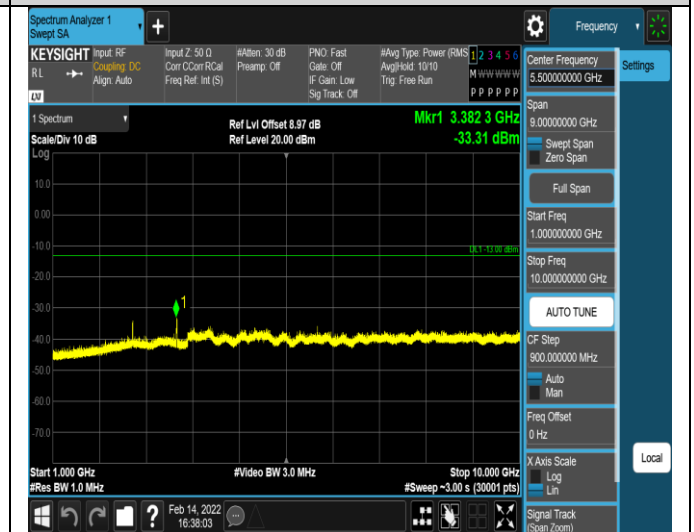 Spectrum Analyzer 1
Swept SA
+
Frequency
KEYSIGHT
RL
LXI
Input: RF
Coupling: DC
Align: Auto
Input Z: 50 Ω
Corr CCorr RCal
Freq Ref: Int (S)
#Atten: 30 dB
Preamp: Off
PNO: Fast
Gate: Off
IF Gain: Low
Sig Track: Off
#Avg Type: Power (RMS
Avg|Hold: 10/10
Trig: Free Run
1 2 3 4 5 6
M W W W W W
P P P P P P
1 Spectrum
Scale/Div 10 dB
Log
Ref Lvl Offset 8.97 dB
Ref Level 20.00 dBm
Mkr1 3.382 3 GHz
-33.31 dBm
10.0
0.00
-10.0
DL1 -13.00 dBm
-20.0
-30.0
1
-40.0
-50.0
-60.0
-70.0
Start 1.000 GHz
#Res BW 1.0 MHz
#Video BW 3.0 MHz
Stop 10.000 GHz
#Sweep ~3.00 s (30001 pts)
?
Feb 14, 2022
16:38:03
Center Frequency
5.500000000 GHz
Settings
Span
9.00000000 GHz
Swept Span
Zero Span
Full Span
Start Freq
1.000000000 GHz
Stop Freq
10.000000000 GHz
AUTO TUNE
CF Step
900.000000 MHz
Auto
Man
Freq Offset
0 Hz
X Axis Scale
Log
Lin
Local
Signal Track
(Span Zoom)